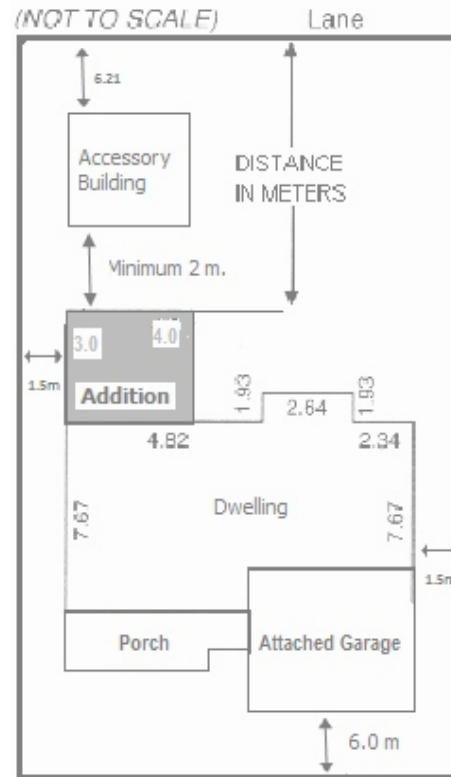 (NOT TO SCALE) Lane
6.21
Accessory
Building
DISTANCE
IN METERS
Minimum 2 m.
3.0 4.0
1.5m
Addition
1.93
2.64
1.93
4.82
2.34
7.67
Dwelling
7.67
1.5m
Porch
Attached Garage
6.0 m